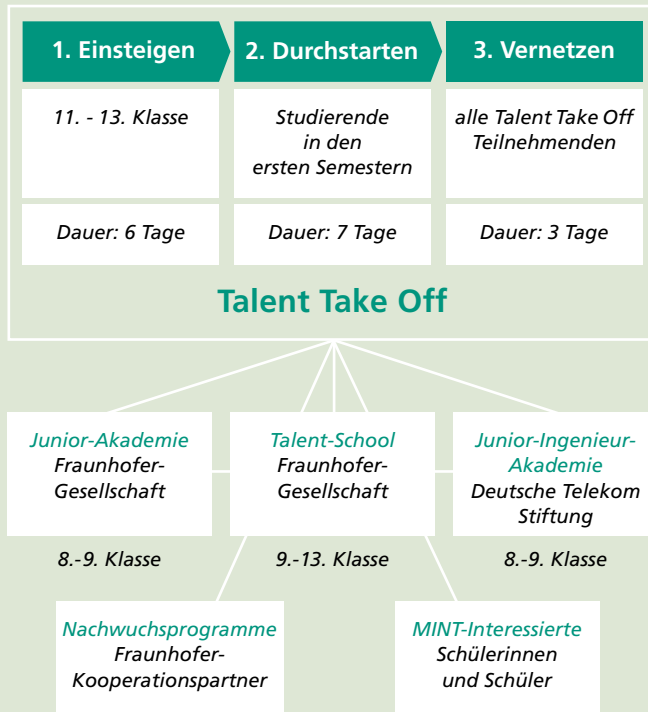 1. Einsteigen
2. Durchstarten
3. Vernetzen
11. - 13. Klasse
Studierende
in den
ersten Semestern
alle Talent Take Off
Teilnehmenden
Dauer: 6 Tage
Dauer: 7 Tage
Dauer: 3 Tage
Talent Take Off
Junior-Akademie
Fraunhofer-
Gesellschaft
Talent-School
Fraunhofer-
Gesellschaft
Junior-Ingenieur-
Akademie
Deutsche Telekom
Stiftung
8.-9. Klasse
9.-13. Klasse
8.-9. Klasse
Nachwuchsprogramme
Fraunhofer-
Kooperationspartner
MINT-Interessierte
Schülerinnen
und Schüler